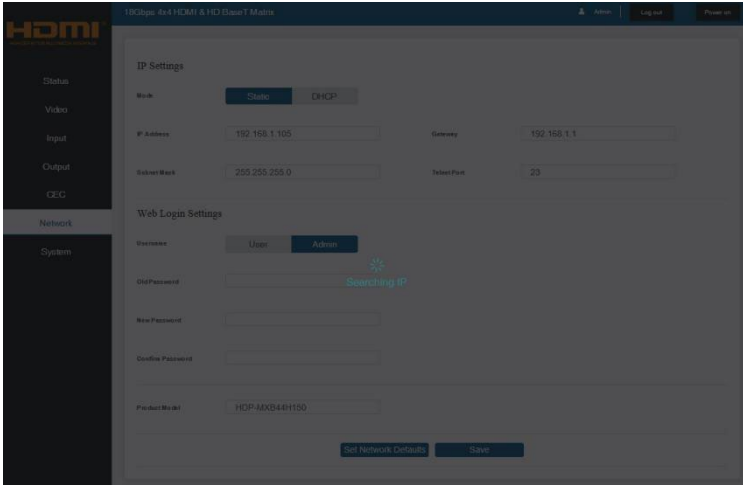 18Gbps 4x4 HDMI & HD BaseT Matrix
Admin
Log out
Power on
HDMI
Status
Video
Input
Output
CEC
Network
System
IP Settings
Mode
Static
DHCP
IP Address
192.168.1.105
Gateway
192.168.1.1
Subnet Mask
255.255.255.0
Telnet Port
23
Web Login Settings
Username
User
Admin
Old Password
Searching IP
New Password
Confirm Password
Product Model
HDP-MXB44H150
Set Network Defaults
Save